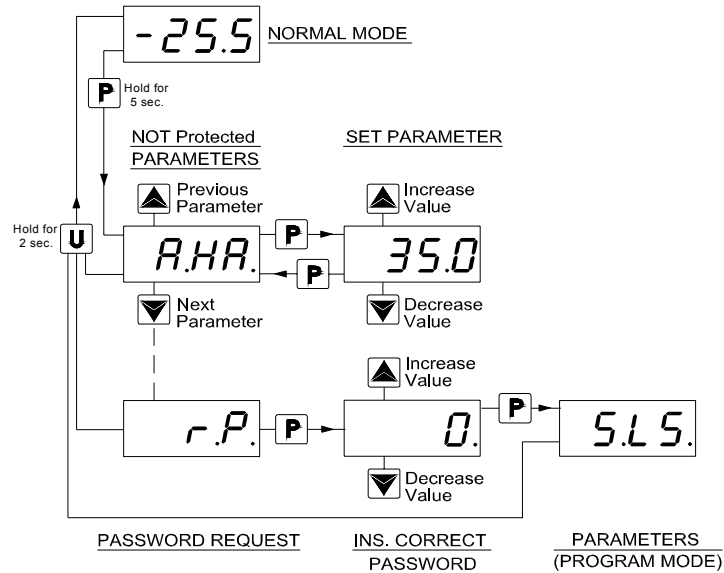 -25.5
NORMAL MODE
P
Hold for
5 sec.
NOT Protected
PARAMETERS
SET PARAMETER
Previous
Parameter
Increase
Value
Hold for
2 sec.
U
A.HA.
P
P
35.0
Next
Parameter
Decrease
Value
Increase
Value
r.P.
P
0.
P
S.LS.
Decrease
Value
PASSWORD REQUEST
INS. CORRECT
PASSWORD
PARAMETERS
(PROGRAM MODE)